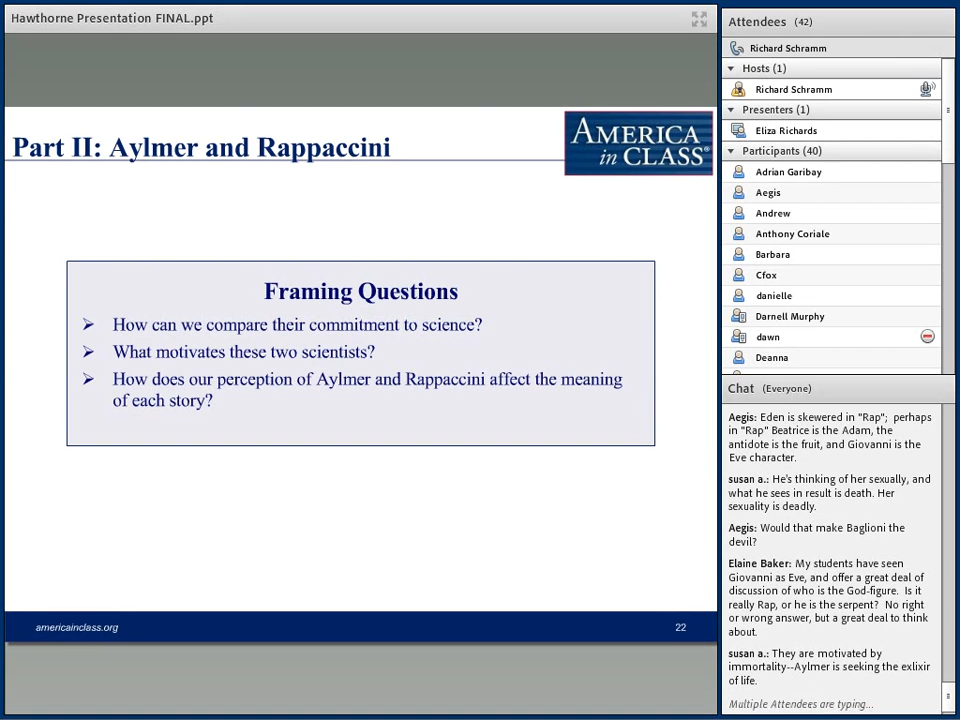 Hawthorne Presentation FINAL.ppt
Part II: Aylmer and Rappaccini
AMERICA
in CLASS®
Framing Questions
How can we compare their commitment to science?
What motivates these two scientists?
How does our perception of Aylmer and Rappaccini affect the meaning
of each story?
americainclass.org
22
Attendees (42)
Richard Schramm
Hosts (1)
Richard Schramm
Presenters (1)
Eliza Richards
Participants (40)
Adrian Garibay
Aegis
Andrew
Anthony Coriale
Barbara
Cfox
danielle
Darnell Murphy
dawn
Deanna
Chat (Everyone)
Aegis: Eden is skewered in "Rap"; perhaps
in "Rap" Beatrice is the Adam, the
antidote is the fruit, and Giovanni is the
Eve character.
susan a.: He's thinking of her sexually, and
what he sees in result is death. Her
sexuality is deadly.
Aegis: Would that make Baglioni the
devil?
Elaine Baker: My students have seen
Giovanni as Eve, and offer a great deal of
discussion of who is the God-figure. Is it
really Rap, or he is the serpent? No right
or wrong answer, but a great deal to think
about.
susan a.: They are motivated by
immortality--Aylmer is seeking the exlixir
of life.
Multiple Attendees are typing...